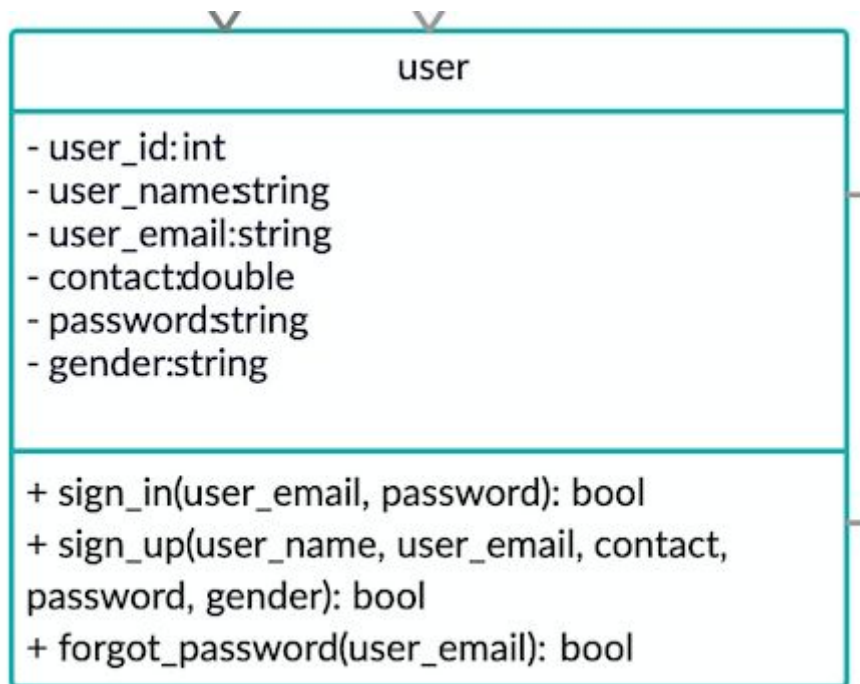 user
- user_id:int
- user_name:string
- user_email:string
- contact:double
- password:string
- gender:string
+ sign_in(user_email, password): bool
+ sign_up(user_name, user_email, contact,
password, gender): bool
+ forgot_password(user_email): bool